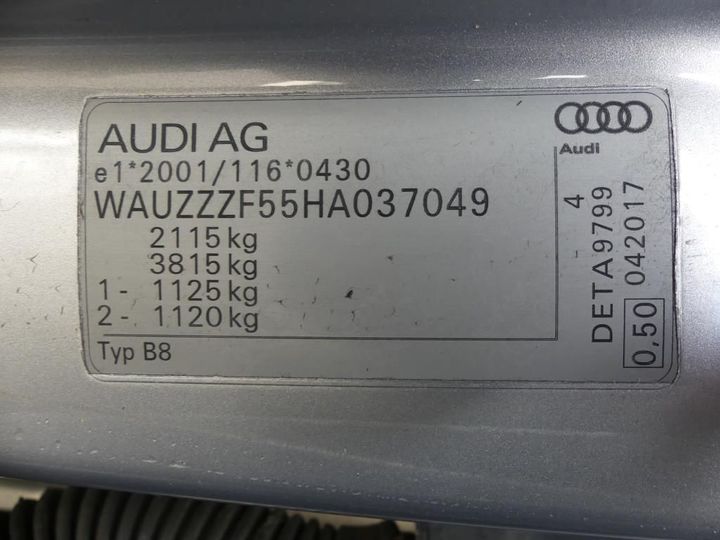 AUDI AG
e1*2001/116*0430
WAUZZZF55HA037049
2115 kg
3815 kg
1 - 1125 kg
2 - 1120 kg
Typ B8
Audi
DETA9799 4
0,50 042017